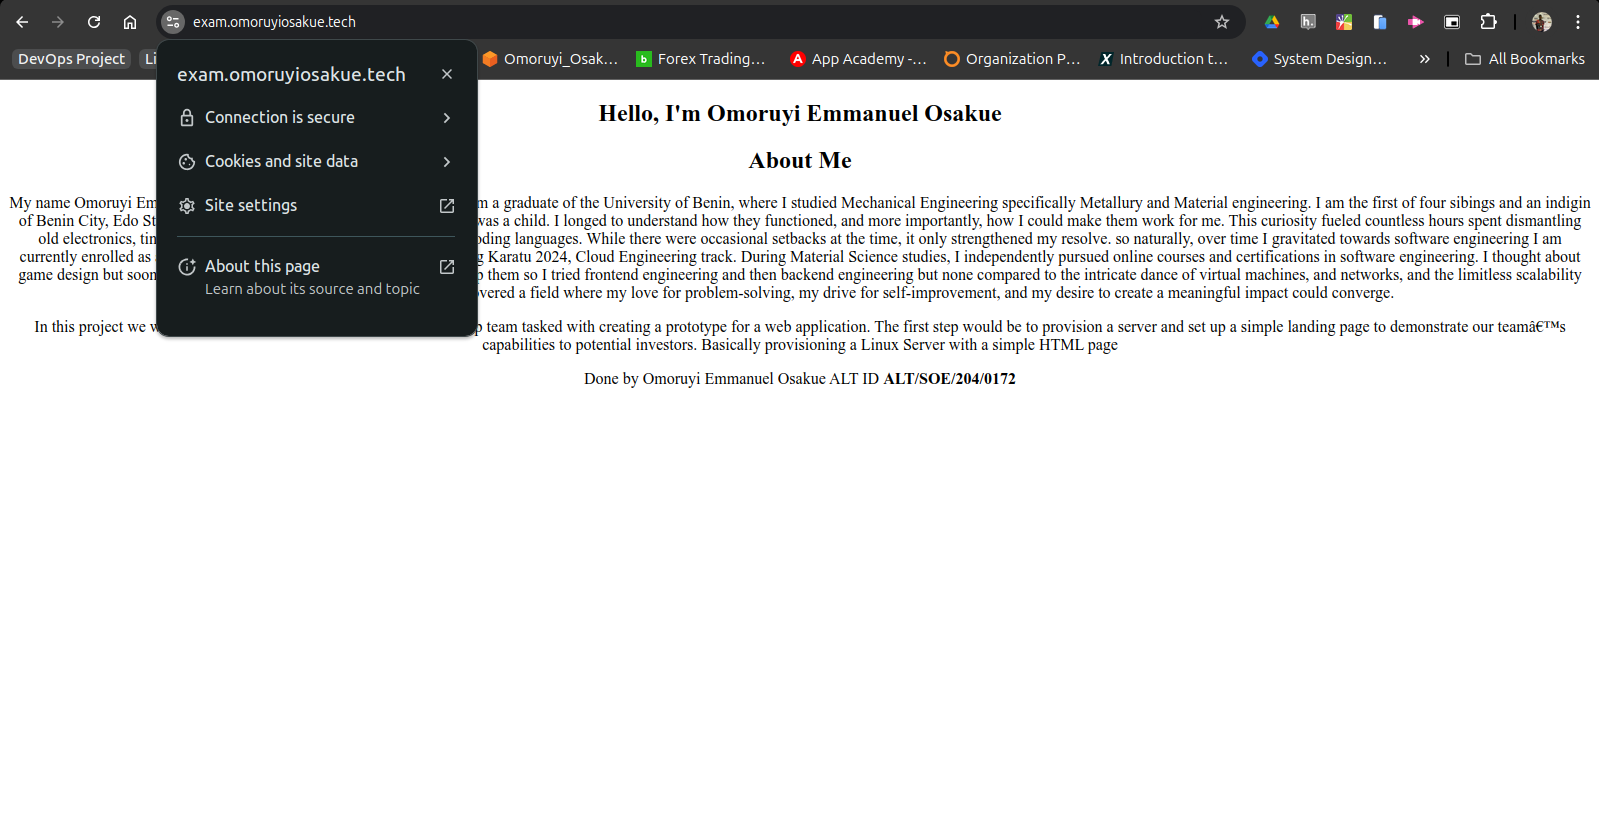 exam.omoruyiosakue.tech
DevOps Project Li Omoruyi_Osak... Forex Trading... App Academy -... Organization P... Introduction t... System Design... » All Bookmarks
exam.omoruyiosakue.tech
Connection is secure
Cookies and site data
Site settings
About this page
Learn about its source and topic
Hello, I'm Omoruyi Emmanuel Osakue
About Me
My name Omoruyi Em m a graduate of the University of Benin, where I studied Mechanical Engineering specifically Metallury and Material engineering. I am the first of four sibings and an indigin
of Benin City, Edo St was a child. I longed to understand how they functioned, and more importantly, how I could make them work for me. This curiosity fueled countless hours spent dismantling
old electronics, tin oding languages. While there were occasional setbacks at the time, it only strengthened my resolve. so naturally, over time I gravitated towards software engineering I am
currently enrolled as g Karatu 2024, Cloud Engineering track. During Material Science studies, I independently pursued online courses and certifications in software engineering. I thought about
game design but soon p them so I tried frontend engineering and then backend engineering but none compared to the intricate dance of virtual machines, and networks, and the limitless scalability
overed a field where my love for problem-solving, my drive for self-improvement, and my desire to create a meaningful impact could converge.
In this project we w p team tasked with creating a prototype for a web application. The first step would be to provision a server and set up a simple landing page to demonstrate our teamâ€™s
capabilities to potential investors. Basically provisioning a Linux Server with a simple HTML page
Done by Omoruyi Emmanuel Osakue ALT ID ALT/SOE/204/0172